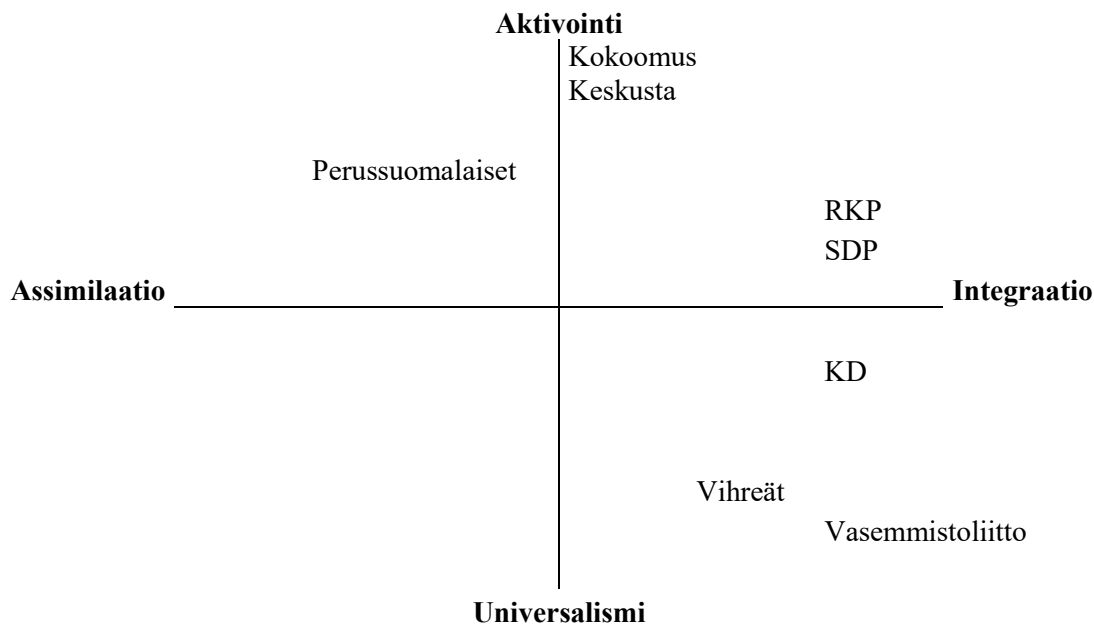 Aktivointi
Kokoomus
Keskusta
Perussuomalaiset
RKP
SDP
Assimilaatio
Integraatio
KD
Vihreät
Vasemmistoliitto
Universalismi